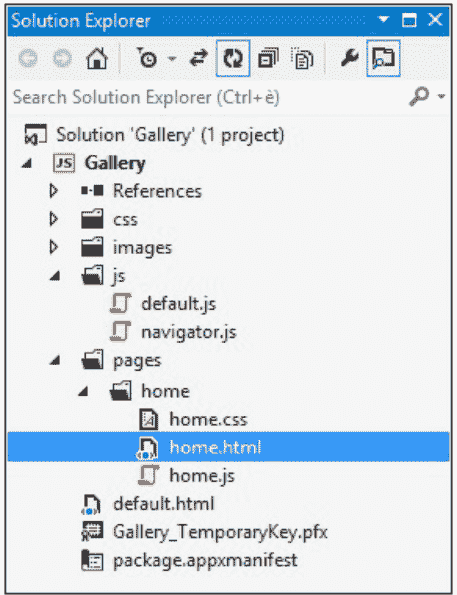 Solution Explorer
Search Solution Explorer (Ctrl+è)
Solution 'Gallery' (1 project)
JS Gallery
References
css
images
js
default.js
navigator.js
pages
home
home.css
home.html
home.js
default.html
Gallery_TemporaryKey.pfx
package.appxmanifest